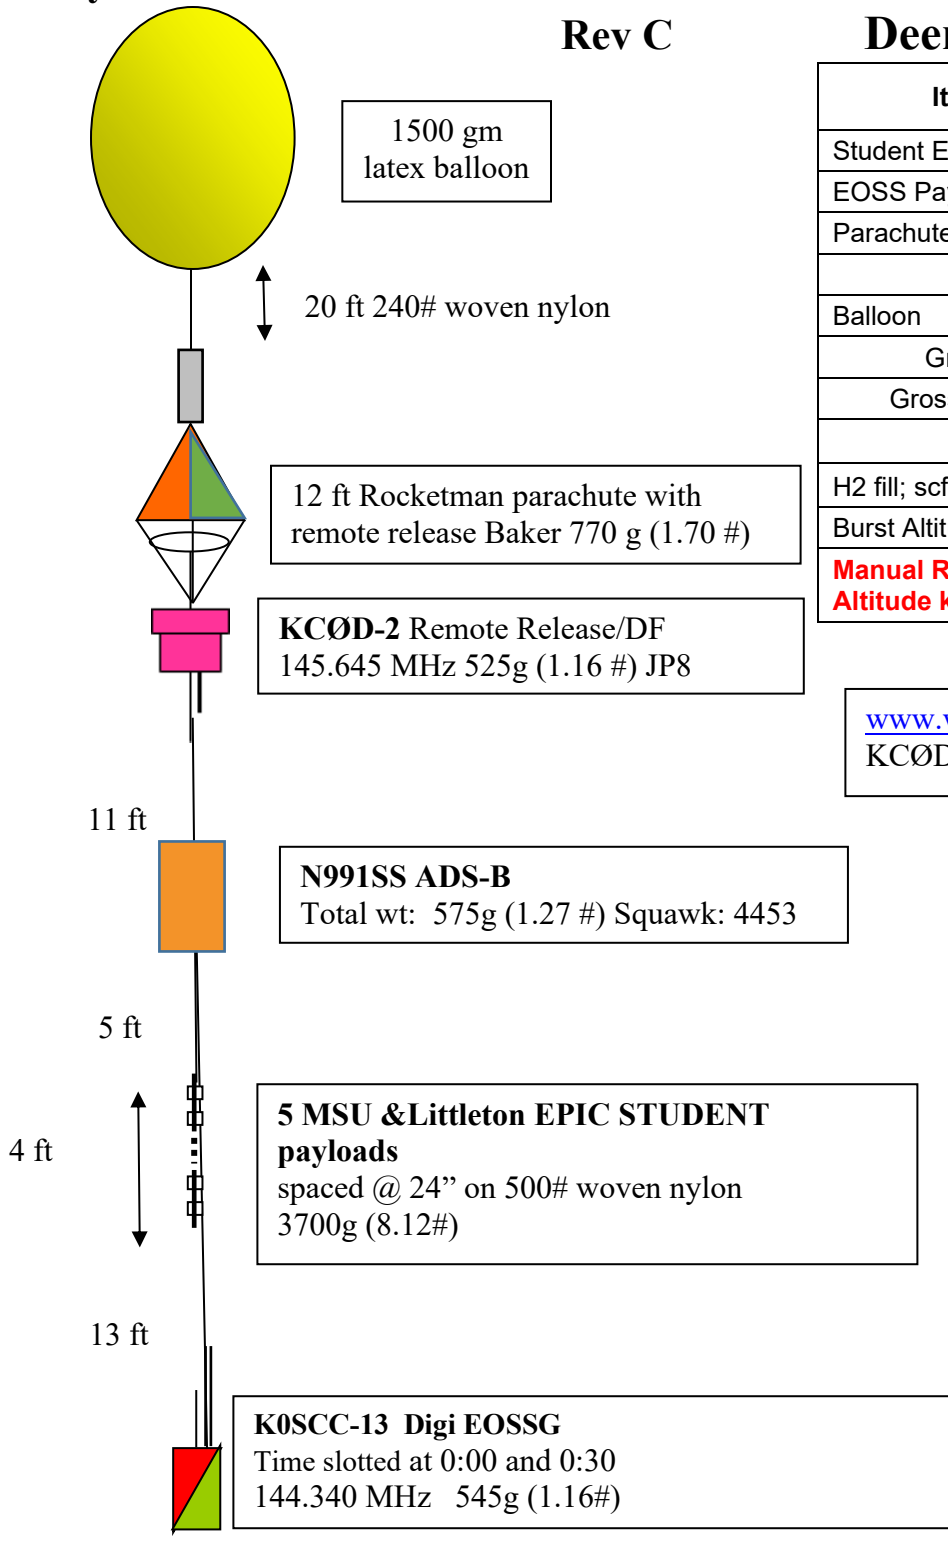 Rev C
1500 gm
latex balloon
20 ft 240# woven nylon
12 ft Rocketman parachute with
remote release Baker 770 g (1.70 #)
KCØD-2 Remote Release/DF
145.645 MHz 525g (1.16 #) JP8
11 ft
N991SS ADS-B
Total wt:  575g (1.27 #) Squawk: 4453
5 ft
4 ft
5 MSU &Littleton EPIC STUDENT
payloads
spaced @ 24” on 500# woven nylon
3700g (8.12#)
13 ft
K0SCC-13  Digi EOSSG
Time slotted at 0:00 and 0:30
144.340 MHz   545g (1.16#)
Student
EOSS
Parachute
Balloon
H2 fill; scf
Burst
Manual
Altitude
KCØD